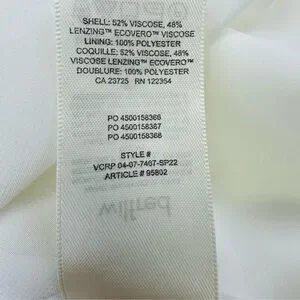 SHELL: 52% VISCOSE, 48%
LENZING™ ECOVERO™ VISCOSE
LINING: 100% POLYESTER
COQUILLE: 52% VISCOSE, 48%
VISCOSE LENZING™ ECOVERO™
DOUBLURE: 100% POLYESTER
CA 23725 RN 122354
PO 4500158366
PO 4500158367
PO 4500158368
STYLE #
VCRP 04-07-7467-SP22
ARTICLE # 95802
wilfred